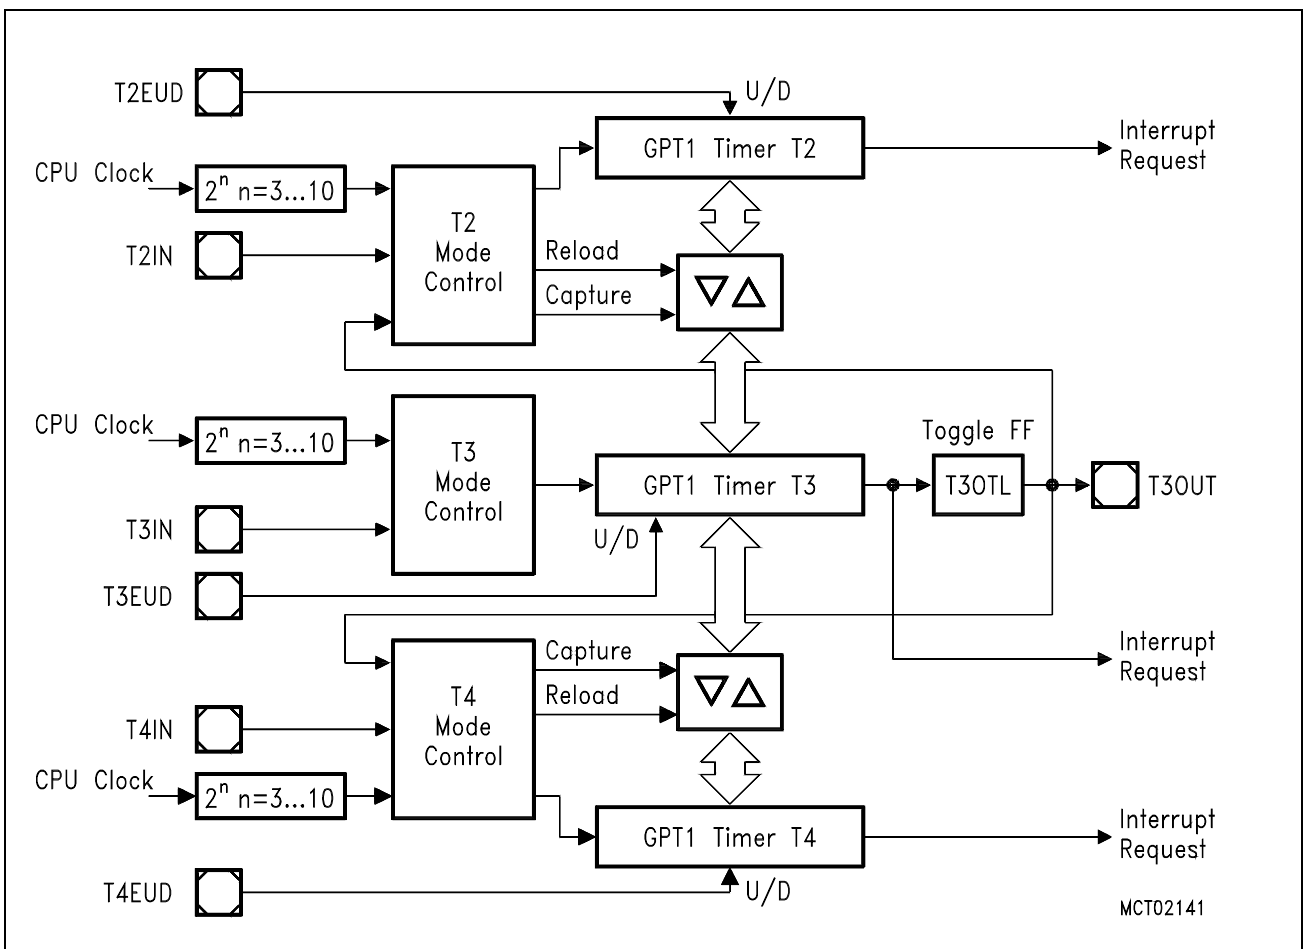 T2EUD
U/D
GPT1 Timer T2
Interrupt
Request
CPU Clock
2ⁿ n=3...10
T2
Mode
Control
T2IN
Reload
Capture
CPU Clock
2ⁿ n=3...10
T3
Mode
Control
Toggle FF
GPT1 Timer T3
T3OTL
T3OUT
T3IN
U/D
T3EUD
Interrupt
Request
Capture
Reload
T4
Mode
Control
T4IN
CPU Clock
2ⁿ n=3...10
GPT1 Timer T4
Interrupt
Request
T4EUD
U/D
MCT02141